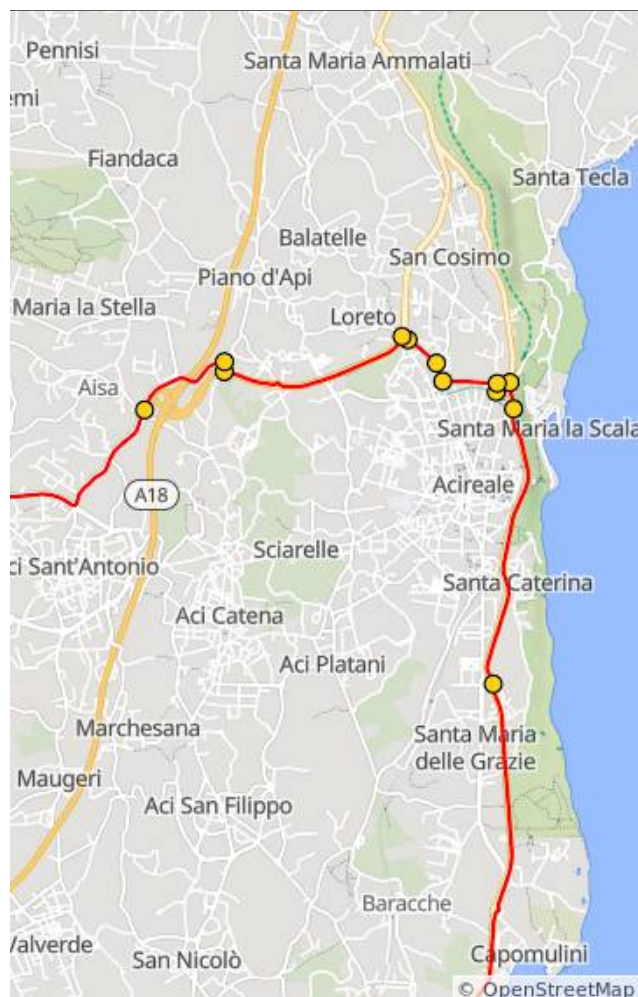 Pennisi
Santa Maria Ammalati
emi
Fiandaca
Santa Tecla
Balatelle
San Cosimo
Piano d'Api
Maria la Stella
Loreto
Aisa
Santa Maria la Scala
A18
Acireale
Sciarelle
ci Sant'Antonio
Santa Caterina
Aci Catena
Aci Platani
Marchesana
Santa Maria
delle Grazie
Maugeri
Aci San Filippo
Baracche
Valverde
San Nicolò
Capomulini
© OpenStreetMap